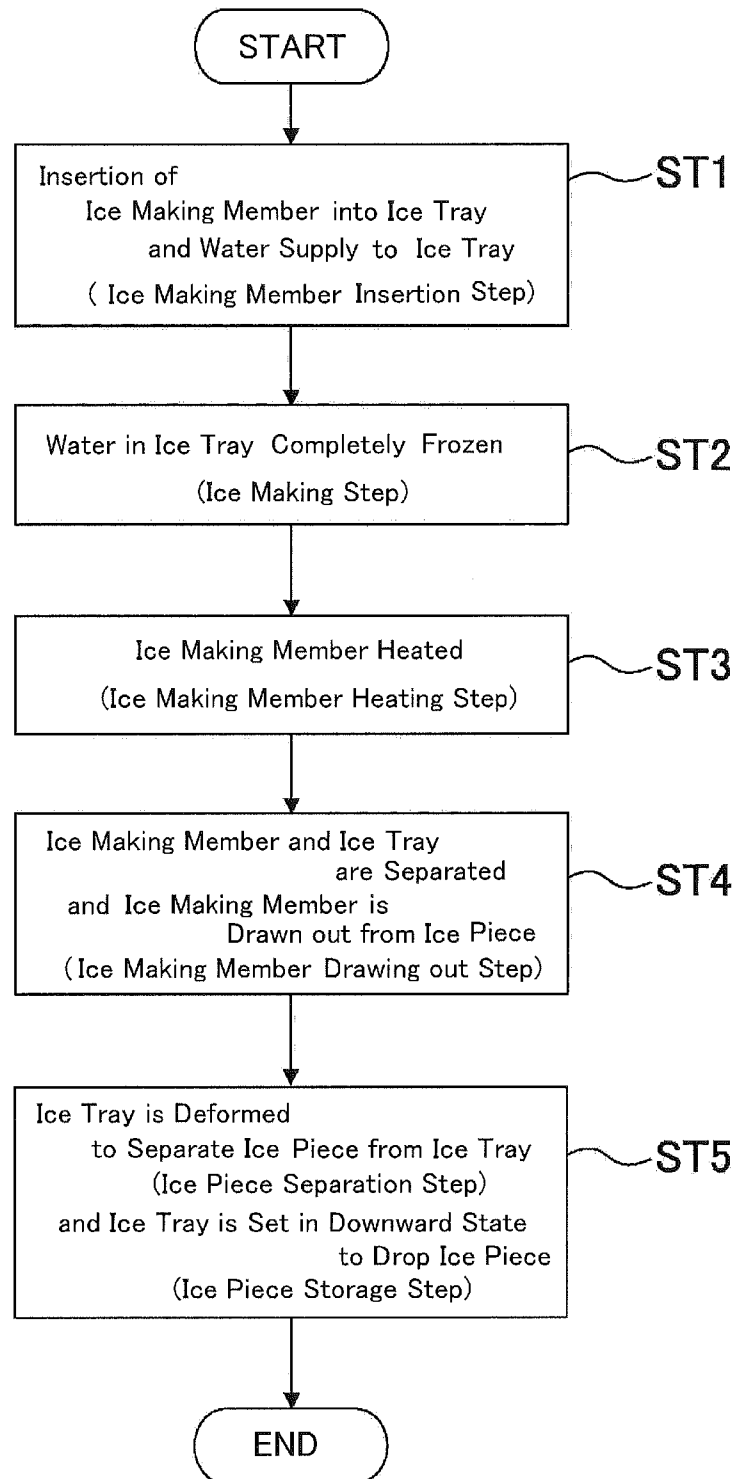 START
Insertion of
Ice Making Member into Ice Tray
and Water Supply to Ice Tray
( Ice Making Member Insertion Step)
ST1
Water in Ice Tray Completely Frozen
(Ice Making Step)
ST2
Ice Making Member Heated
(Ice Making Member Heating Step)
ST3
Ice Making Member and Ice Tray
are Separated
and Ice Making Member is
Drawn out from Ice Piece
(Ice Making Member Drawing out Step)
ST4
Ice Tray is Deformed
to Separate Ice Piece from Ice Tray
(Ice Piece Separation Step)
and Ice Tray is Set in Downward State
to Drop Ice Piece
(Ice Piece Storage Step)
ST5
END